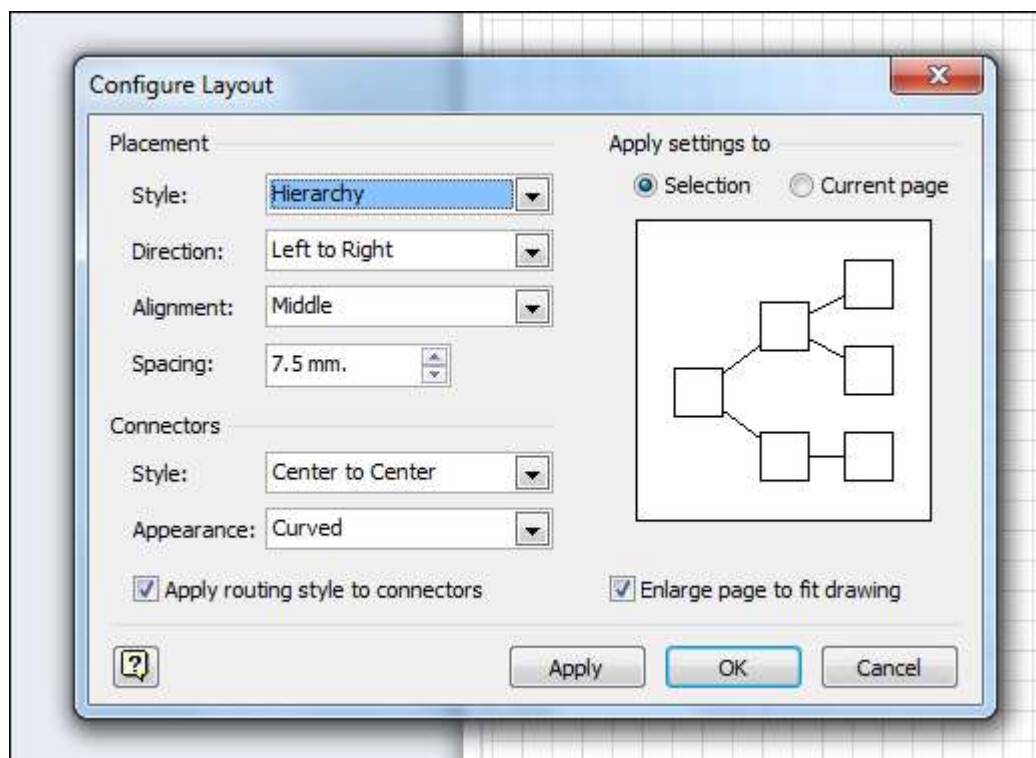 Configure Layout
Placement
Style: Hierarchy
Direction: Left to Right
Alignment: Middle
Spacing: 7.5 mm.
Connectors
Style: Center to Center
Appearance: Curved
Apply routing style to connectors
Apply settings to
Selection Current page
Enlarge page to fit drawing
?
Apply OK Cancel